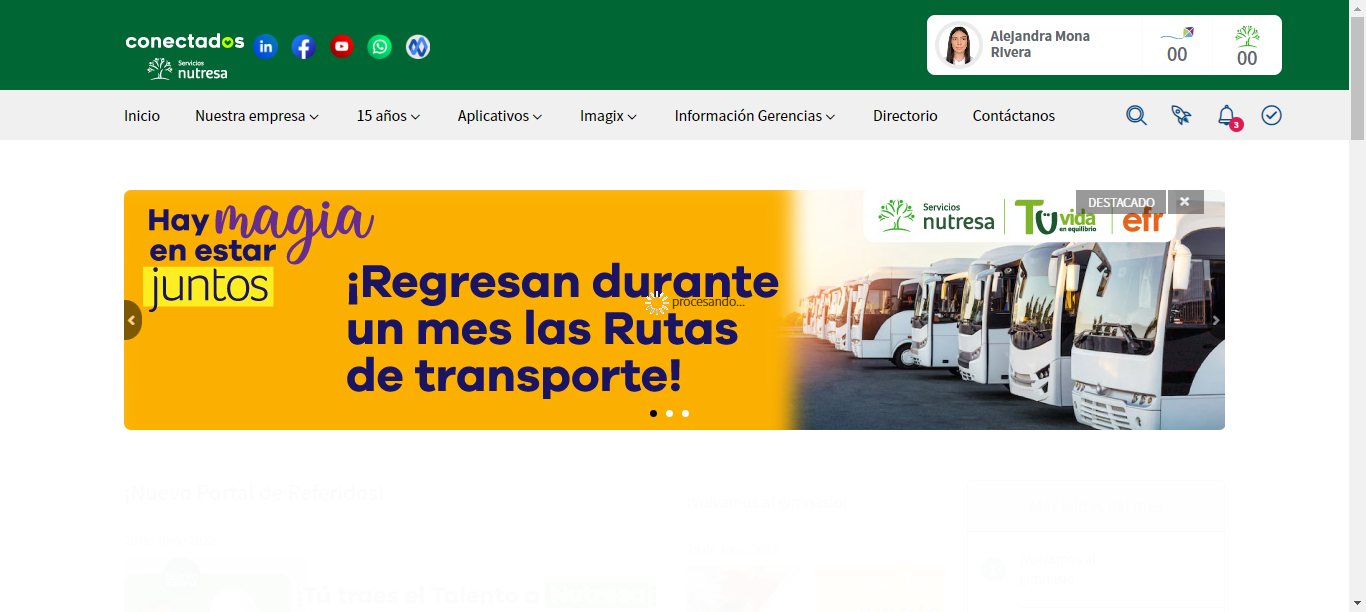 conectados
Servicios
nutresa
Alejandra Mona
RIvera
00
00
Inicio
Nuestra empresa
15 años
Aplicativos
Imagix
Información Gerencias
Directorio
Contáctanos
3
Hay magia
en estar
juntos
¡Regresan durante
un mes las Rutas
de transporte!
procesando...
Servicios
nutresa
Tü vida
en equilibrio
efr
DESTACADO
¡Nuevo Portal de Referidos!
¡Tú traes el Talento a Nutresa!